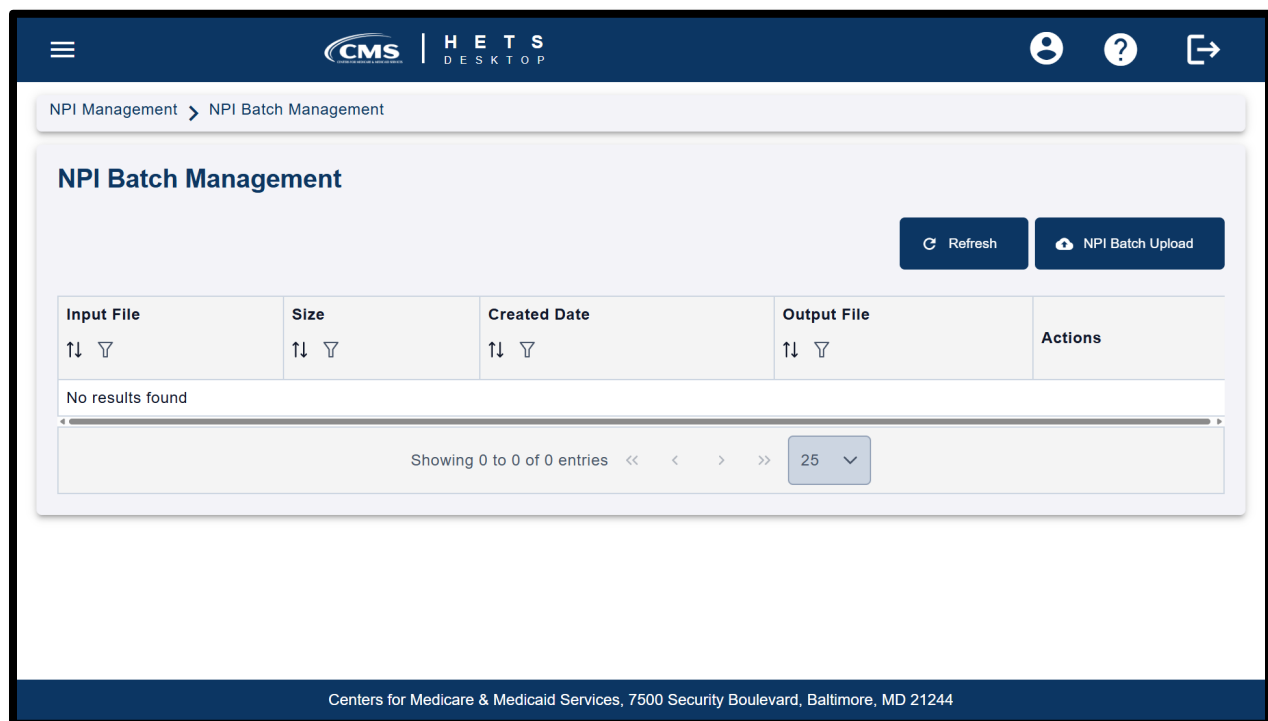 CMS
HETS
DESKTOP
NPI Management > NPI Batch Management
NPI Batch Management
Refresh
NPI Batch Upload
Input File
Size
Created Date
Output File
Actions
No results found
Showing 0 to 0 of 0 entries
25
Centers for Medicare & Medicaid Services, 7500 Security Boulevard, Baltimore, MD 21244